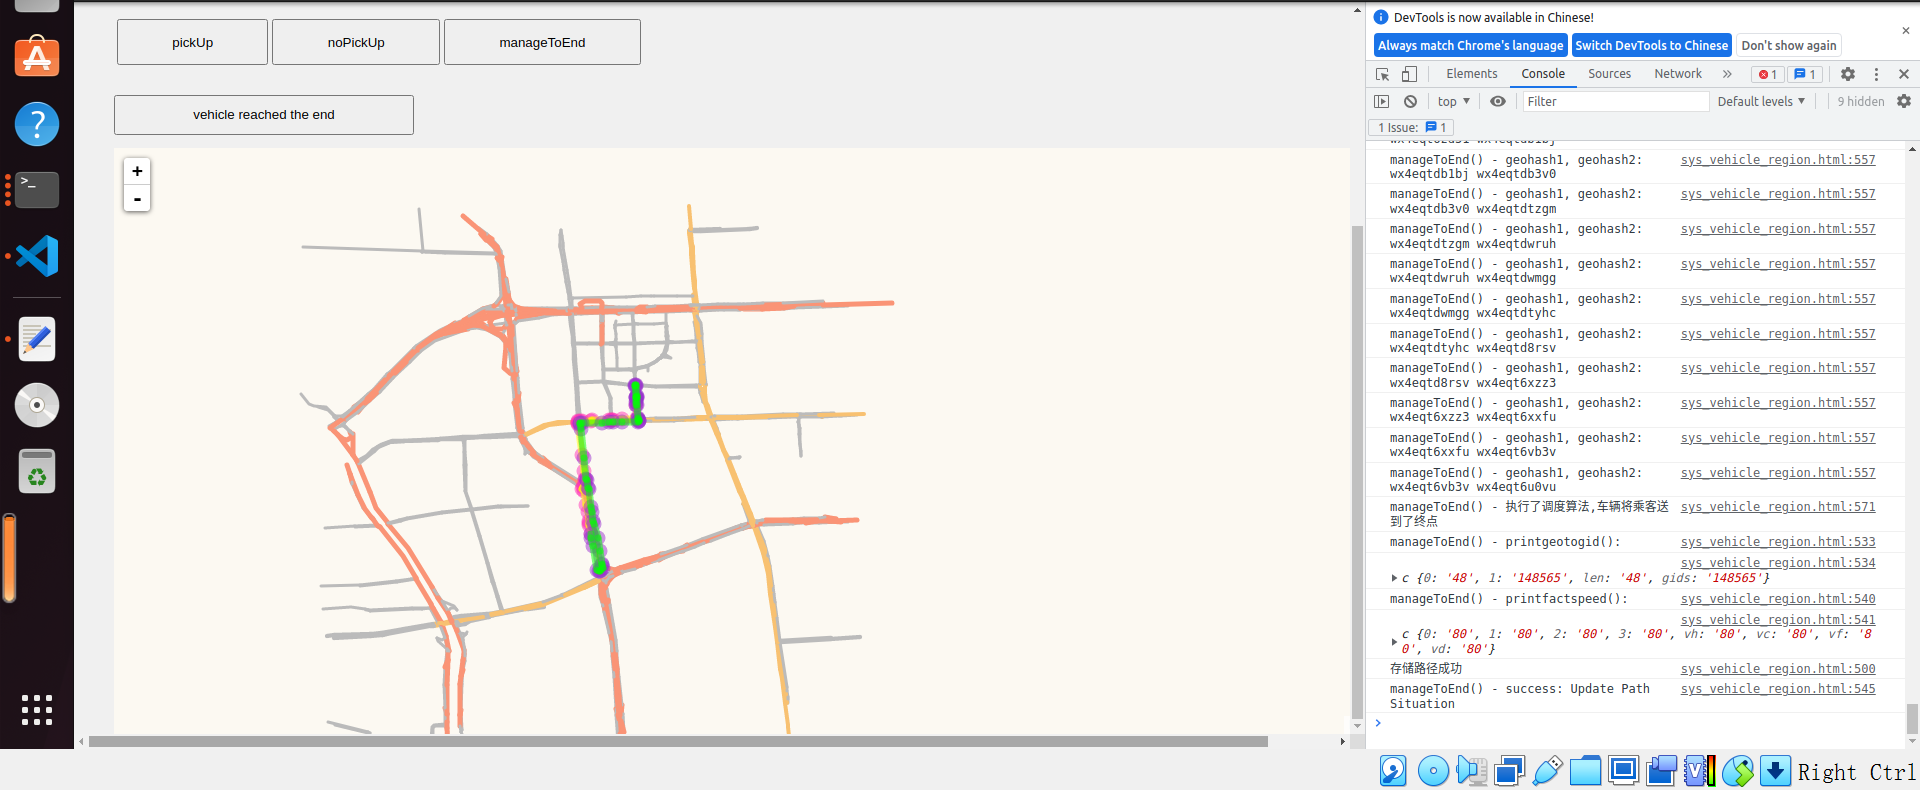 pickUp
noPickUp
manageToEnd
vehicle reached the end
+
-
DevTools is now available in Chinese!
Always match Chrome's language
Switch DevTools to Chinese
Don't show again
Elements
Console
Sources
Network
1
1
top
Filter
Default levels
9 hidden
1 Issue:
1
manageToEnd() - geohash1, geohash2: sys_vehicle_region.html:557
wx4eqtdb1bj wx4eqtdb3v0
manageToEnd() - geohash1, geohash2: sys_vehicle_region.html:557
wx4eqtdb3v0 wx4eqtdtzgm
manageToEnd() - geohash1, geohash2: sys_vehicle_region.html:557
wx4eqtdtzgm wx4eqtdwruh
manageToEnd() - geohash1, geohash2: sys_vehicle_region.html:557
wx4eqtdwruh wx4eqtdwmgg
manageToEnd() - geohash1, geohash2: sys_vehicle_region.html:557
wx4eqtdwmgg wx4eqtdtyhc
manageToEnd() - geohash1, geohash2: sys_vehicle_region.html:557
wx4eqtdtyhc wx4eqtd8rsv
manageToEnd() - geohash1, geohash2: sys_vehicle_region.html:557
wx4eqtd8rsv wx4eqt6xzz3
manageToEnd() - geohash1, geohash2: sys_vehicle_region.html:557
wx4eqt6xzz3 wx4eqt6xxfu
manageToEnd() - geohash1, geohash2: sys_vehicle_region.html:557
wx4eqt6xxfu wx4eqt6vb3v
manageToEnd() - geohash1, geohash2: sys_vehicle_region.html:557
wx4eqt6vb3v wx4eqt6u0vu
manageToEnd() - 执行了调度算法,车辆将乘客送 sys_vehicle_region.html:571
到了终点
manageToEnd() - printgeotogid(): sys_vehicle_region.html:533
sys_vehicle_region.html:534
c {0: '48', 1: '148565', len: '48', gids: '148565'}
manageToEnd() - printfactspeed(): sys_vehicle_region.html:540
sys_vehicle_region.html:541
c {0: '80', 1: '80', 2: '80', 3: '80', vh: '80', vc: '80', vf: '8
0', vd: '80'}
存储路径成功 sys_vehicle_region.html:500
manageToEnd() - success: Update Path sys_vehicle_region.html:545
Situation
Right Ctrl